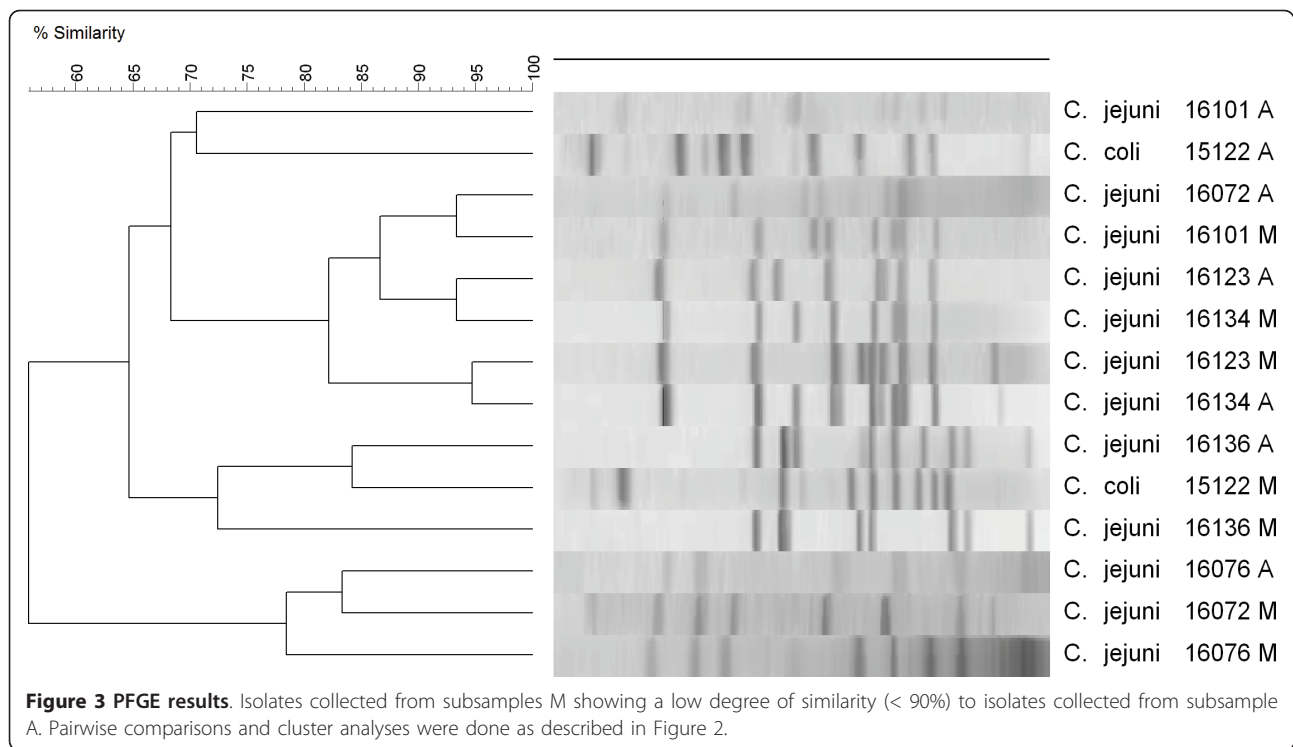 % Similarity
60 65 70 75 80 85 90 95 100
C. jejuni 16101 A
C. coli 15122 A
C. jejuni 16072 A
C. jejuni 16101 M
C. jejuni 16123 A
C. jejuni 16134 M
C. jejuni 16123 M
C. jejuni 16134 A
C. jejuni 16136 A
C. coli 15122 M
C. jejuni 16136 M
C. jejuni 16076 A
C. jejuni 16072 M
C. jejuni 16076 M
Figure 3 PFGE results. Isolates collected from subsamples M showing a low degree of similarity (< 90%) to isolates collected from subsample
A. Pairwise comparisons and cluster analyses were done as described in Figure 2.